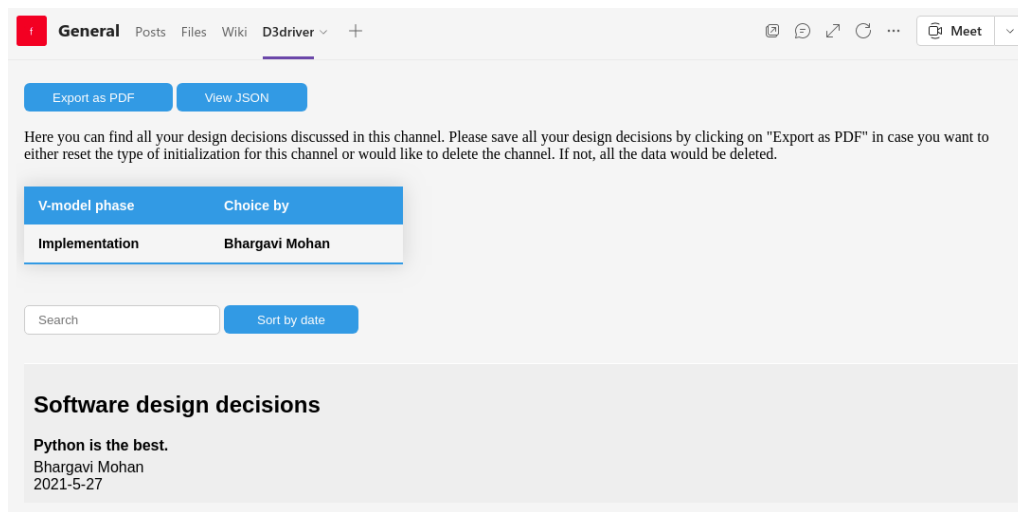 f General Posts Files Wiki D3driver Meet
Export as PDF View JSON
Here you can find all your design decisions discussed in this channel. Please save all your design decisions by clicking on "Export as PDF" in case you want to
either reset the type of initialization for this channel or would like to delete the channel. If not, all the data would be deleted.
V-model phase Choice by
Implementation Bhargavi Mohan
Search Sort by date
Software design decisions
Python is the best.
Bhargavi Mohan
2021-5-27